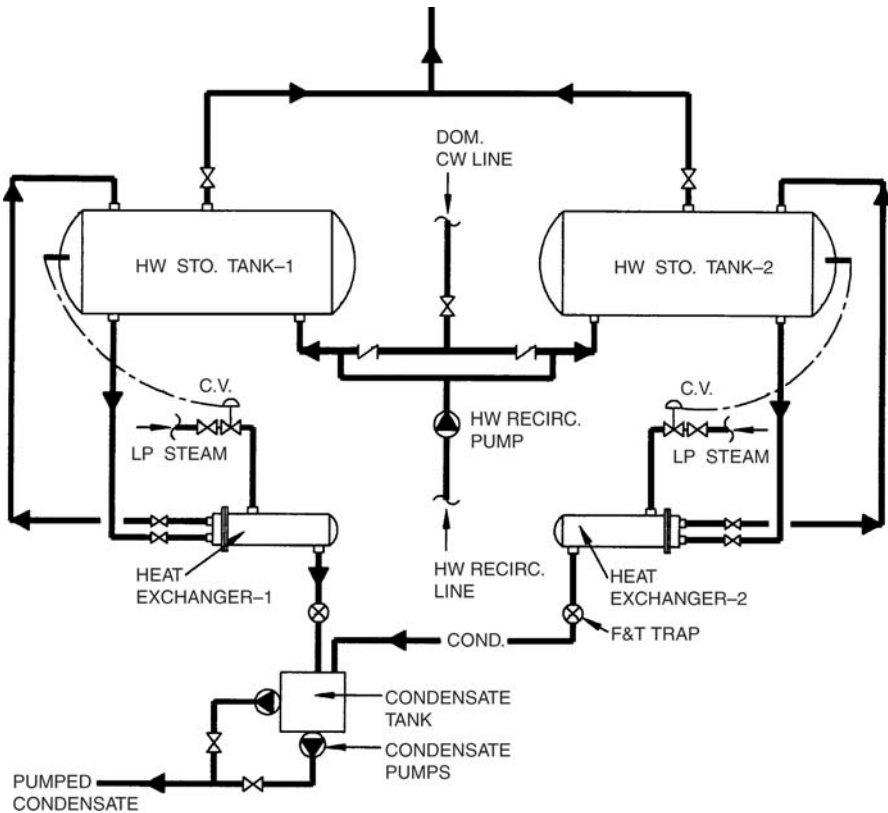 DOM.
CW LINE
HW STO. TANK–1
HW STO. TANK–2
C.V.
C.V.
HW RECIRC.
PUMP
LP STEAM
LP STEAM
HEAT
EXCHANGER–1
HW RECIRC.
LINE
HEAT
EXCHANGER–2
F&T TRAP
COND.
CONDENSATE
TANK
CONDENSATE
PUMPS
PUMPED
CONDENSATE